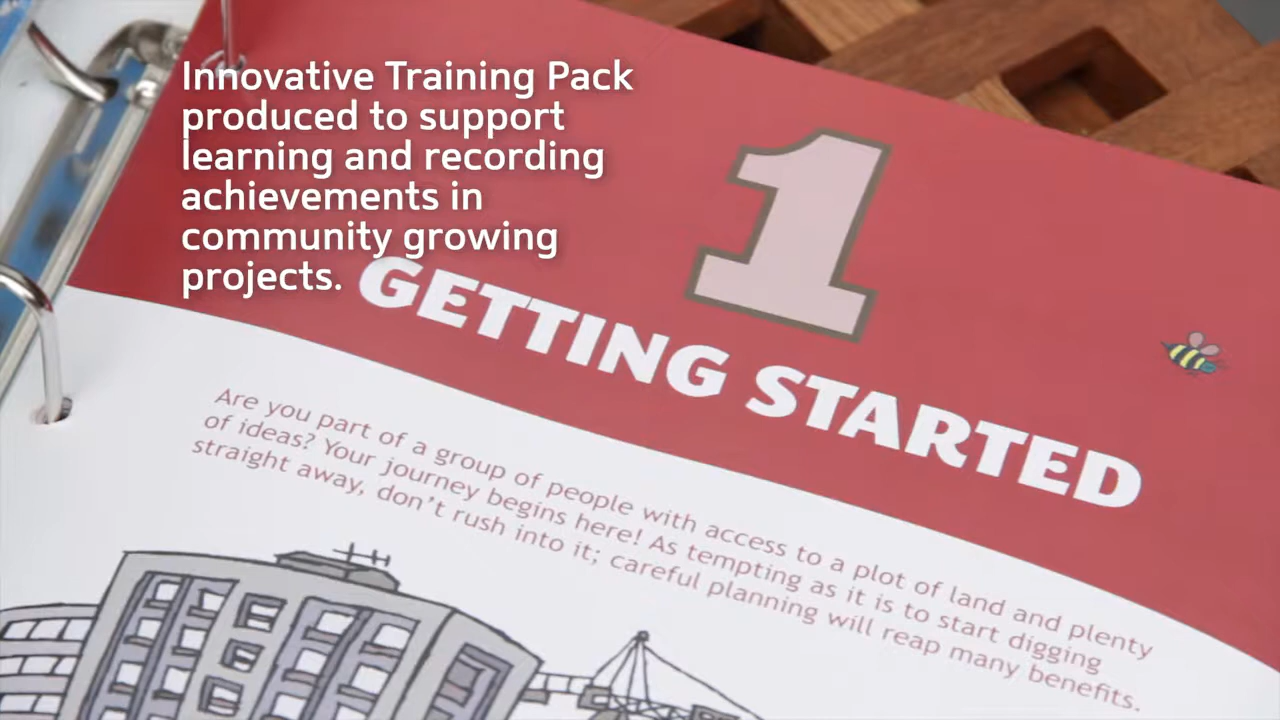 Innovative Training Pack
produced to support
learning and recording
achievements in
community growing
projects.
1
GETTING STARTED
Are you part of a group of people with access to a plot of land and plenty
of ideas? Your journey begins here! As tempting as it is to start digging
straight away, don't rush into it; careful planning will reap many benefits.